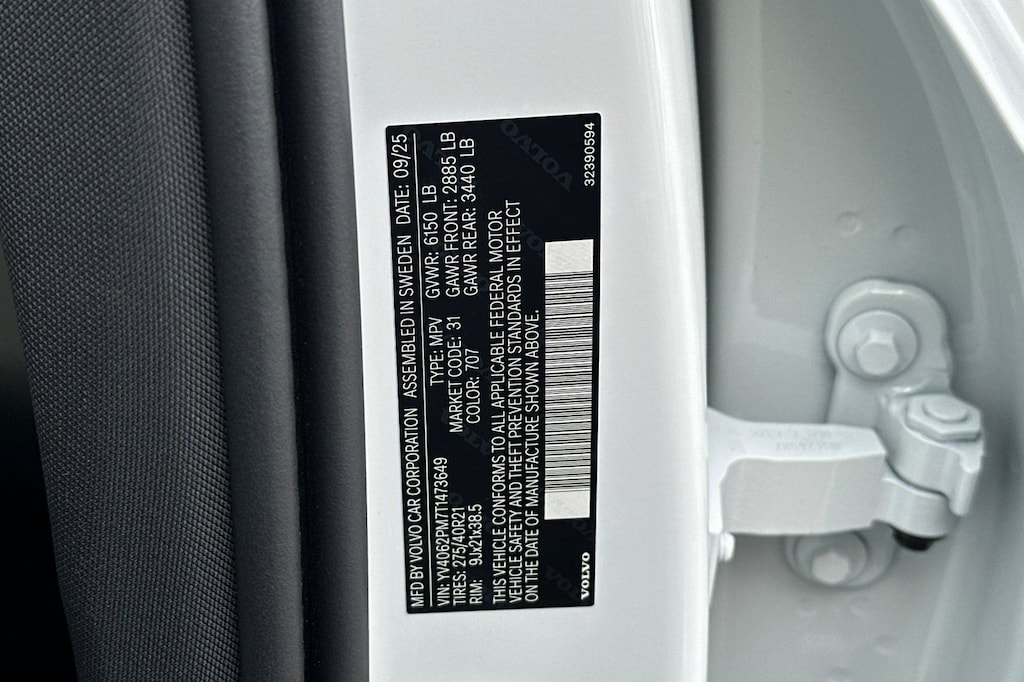 MFD BY VOLVO CAR CORPORATION ASSEMBLED IN SWEDEN DATE: 09/25
VIN: YV4062PM7T1473649 TYPE: MPV GVWR: 6150 LB
TIRES: 275/40R21 MARKET CODE: 31 GAWR FRONT: 2885 LB
RIM: 9Jx21x38.5 COLOR: 707 GAWR REAR: 3440 LB
THIS VEHICLE CONFORMS TO ALL APPLICABLE FEDERAL MOTOR
VEHICLE SAFETY AND THEFT PREVENTION STANDARDS IN EFFECT
ON THE DATE OF MANUFACTURE SHOWN ABOVE.
VOLVO 32390594